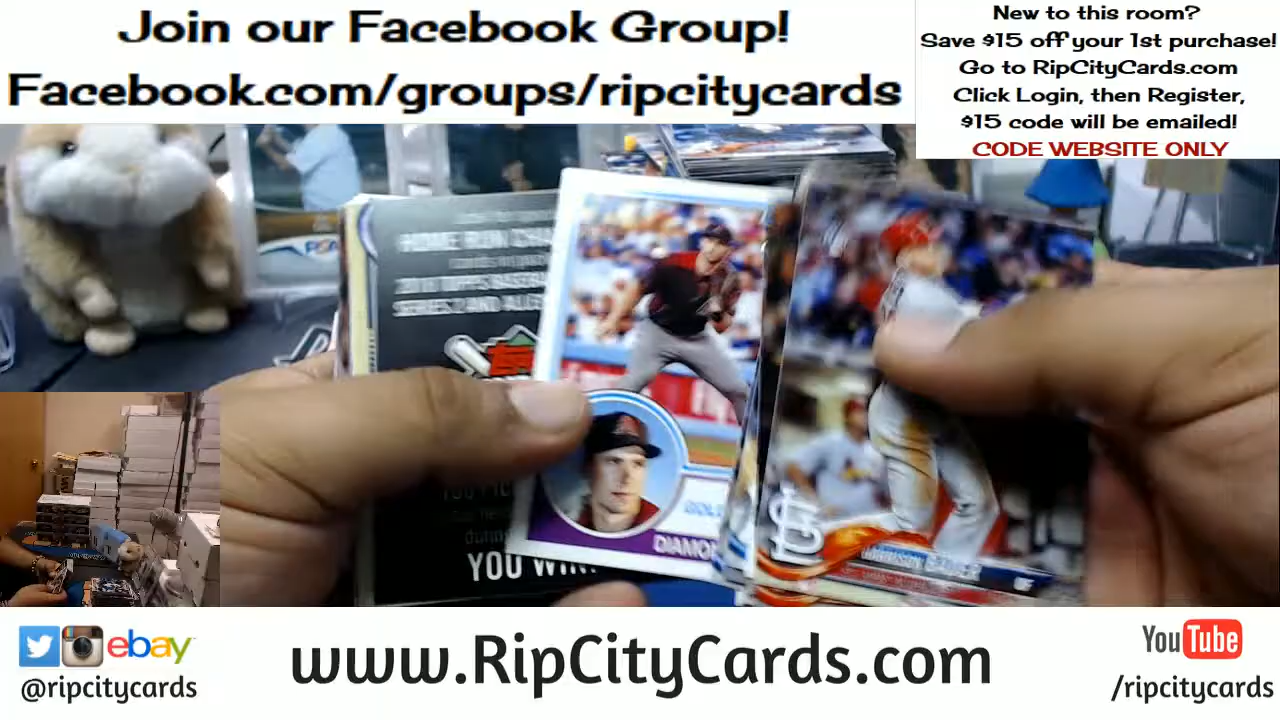 Join our Facebook Group!
Facebook.com/groups/ripcitycards
New to this room?
Save $15 off your 1st purchase!
Go to RipCityCards.com
Click Login, then Register,
$15 code will be emailed!
CODE WEBSITE ONLY
HOME RUN
YOU WIN
DIAMO
ebay
@ripcitycards
www.RipCityCards.com
YouTube
/ripcitycards